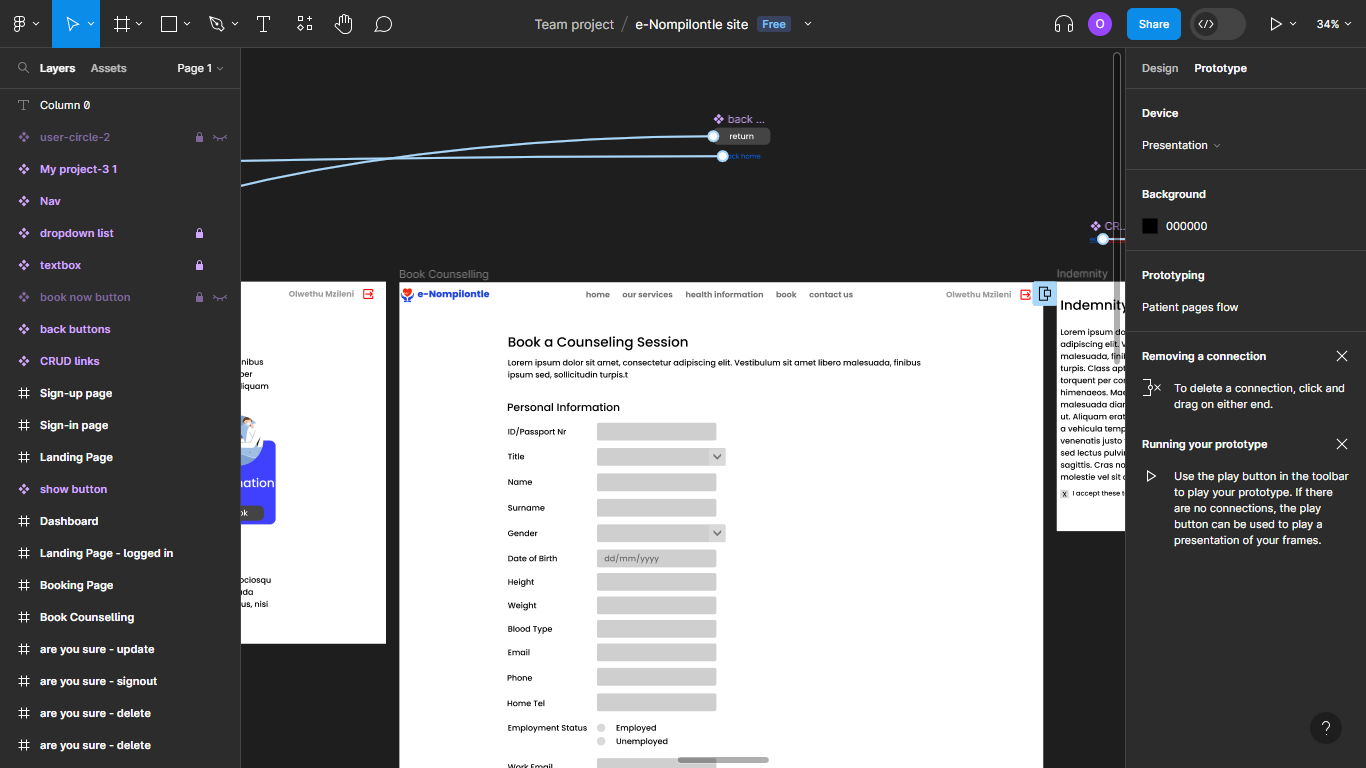 Team project / e-Nompilontle site Free
O
Share
34%
Layers Assets Page 1
Column 0
user-circle-2
My project-3 1
Nav
dropdown list
textbox
book now button
back buttons
CRUD links
Sign-up page
Sign-in page
Landing Page
show button
Dashboard
Landing Page - logged in
Booking Page
Book Counselling
are you sure - update
are you sure - signout
are you sure - delete
are you sure - delete
back ...
return
ck home
CR...
Olwethu Mzileni
nibus
per
liquam
nation
ok
ociosqu
da
us, nisi
Book Counselling
e-Nompilontle
home our services health information book contact us
Olwethu Mzileni
Book a Counseling Session
Lorem ipsum dolor sit amet, consectetur adipiscing elit. Vestibulum sit amet libero malesuada, finibus
ipsum sed, sollicitudin turpis.t
Personal Information
ID/Passport Nr
Title
Name
Surname
Gender
Date of Birth dd/mm/yyyy
Height
Weight
Blood Type
Email
Phone
Home Tel
Employment Status Employed
Unemployed
Work Email
Indemnity
Indemnity
Lorem ipsum do
adipiscing elit. V
malesuada, fini
turpis. Class apt
torquent per co
himenaeos. Mae
malesuada diam
ut. Aliquam erat
a vehicula temp
venenatis justo
sed lectus pulvi
sagittis. Cras no
molestie vel sit
x I accept these t
Design Prototype
Device
Presentation
Background
000000
Prototyping
Patient pages flow
Removing a connection
To delete a connection, click and
drag on either end.
Running your prototype
Use the play button in the toolbar
to play your prototype. If there
are no connections, the play
button can be used to play a
presentation of your frames.
?